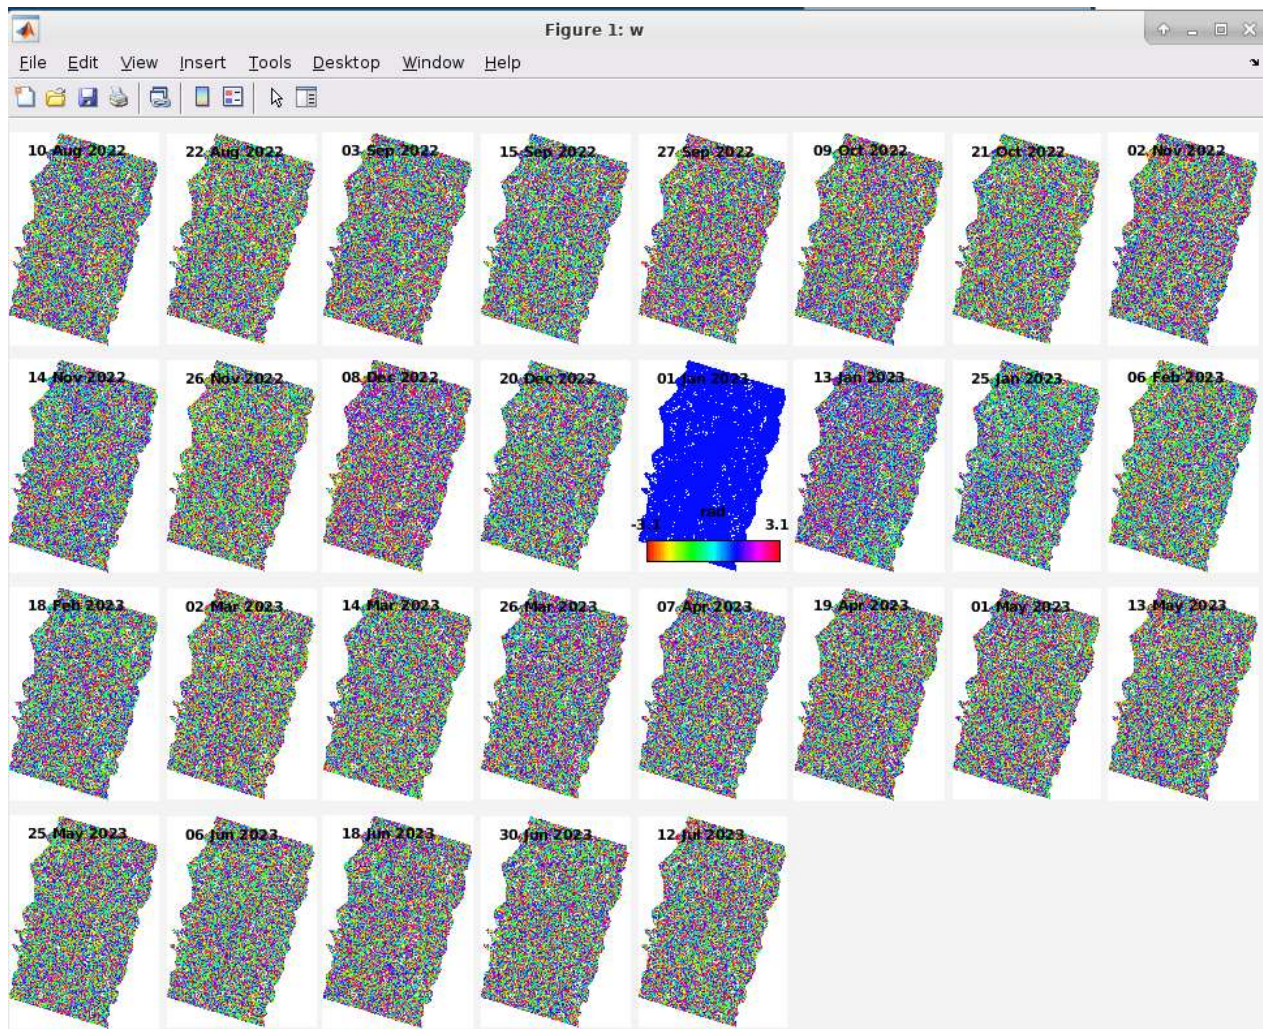 Figure 1: w
File Edit View Insert Tools Desktop Window Help
10 Aug 2022 22 Aug 2022 03 Sep 2022 15 Sep 2022 27 Sep 2022 09 Oct 2022 21 Oct 2022 02 Nov 2022
14 Nov 2022 26 Nov 2022 08 Dec 2022 20 Dec 2022 01 Jan 2023 13 Jan 2023 25 Jan 2023 06 Feb 2023
rad
-3.1 3.1
18 Feb 2023 02 Mar 2023 14 Mar 2023 26 Mar 2023 07 Apr 2023 19 Apr 2023 01 May 2023 13 May 2023
25 May 2023 06 Jun 2023 18 Jun 2023 30 Jun 2023 12 Jul 2023